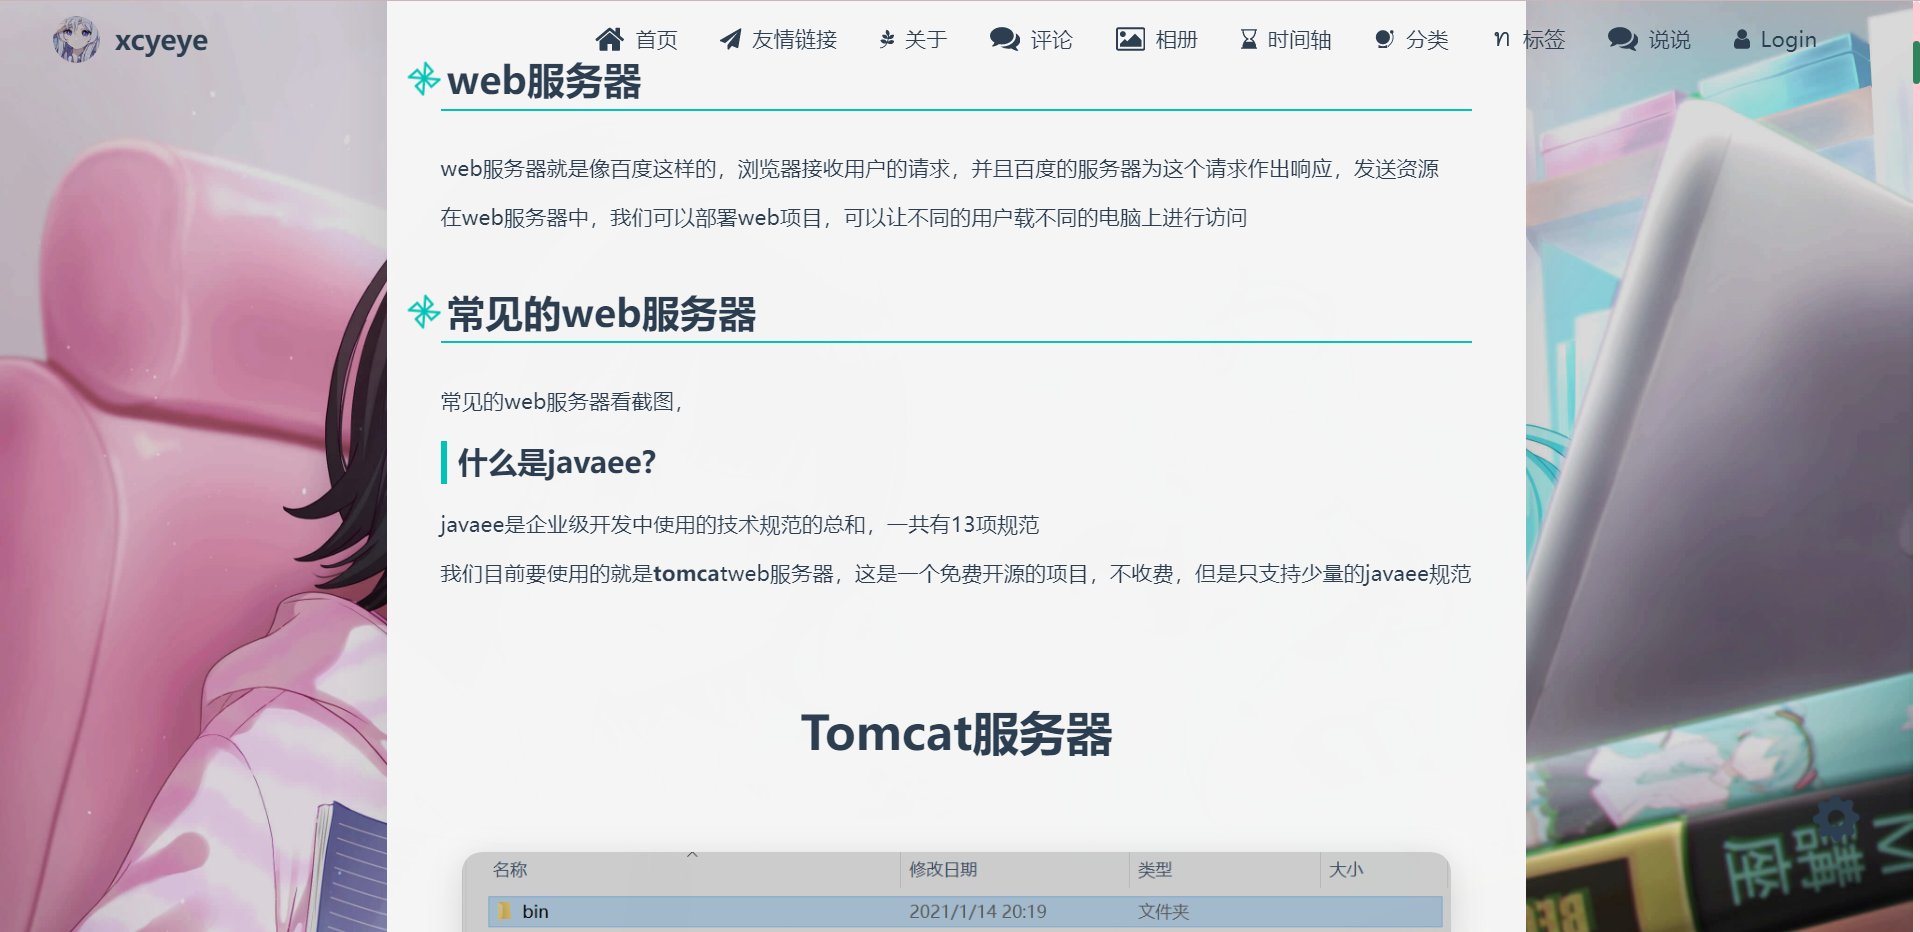 xcyeye
首页 友情链接 关于 评论 相册 时间轴 分类 标签 说说 Login
web服务器
web服务器就是像百度这样的，浏览器接收用户的请求，并且百度的服务器为这个请求作出响应，发送资源
在web服务器中，我们可以部署web项目，可以让不同的用户载不同的电脑上进行访问
常见的web服务器
常见的web服务器看截图，
什么是javaee?
javaee是企业级开发中使用的技术规范的总和，一共有13项规范
我们目前要使用的就是tomcatweb服务器，这是一个免费开源的项目，不收费，但是只支持少量的javaee规范
Tomcat服务器
名称 修改日期 类型 大小
bin 2021/1/14 20:19 文件夹
講
座
M